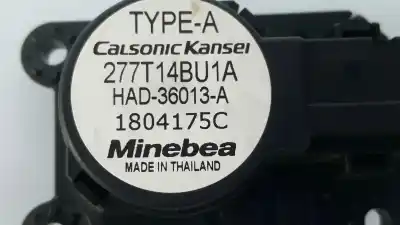 TYPE-A
Calsonic Kansei
277T14BU1A
HAD-36013-A
1804175C
Minebea
MADE IN THAILAND